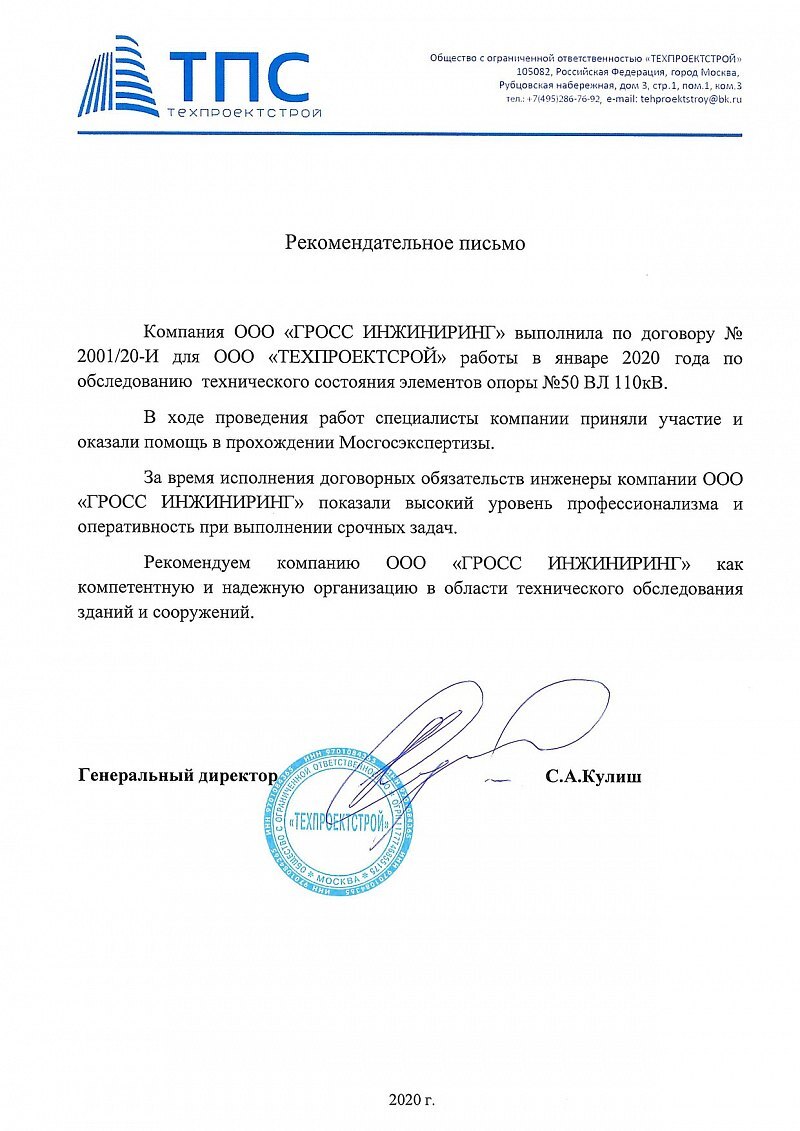 ТПС
техпроектстрой
Общество с ограниченной ответственностью «ТЕХПРОЕКТСТРОЙ»
105082, Российская Федерация, город Москва,
Рубцовская набережная, дом 3, стр.1, пом.1, ком.3
тел.: +7(495)286-76-92, e-mail: tehproektstroy@bk.ru
Рекомендательное письмо
Компания ООО «ГРОСС ИНЖИНИРИНГ» выполнила по договору №
2001/20-И для ООО «ТЕХПРОЕКТСРОЙ» работы в январе 2020 года по
обследованию технического состояния элементов опоры №50 ВЛ 110кВ.
В ходе проведения работ специалисты компании приняли участие и
оказали помощь в прохождении Мосгосэкспертизы.
За время исполнения договорных обязательств инженеры компании ООО
«ГРОСС ИНЖИНИРИНГ» показали высокий уровень профессионализма и
оперативность при выполнении срочных задач.
Рекомендуем компанию ООО «ГРОСС ИНЖИНИРИНГ» как
компетентную и надежную организацию в области технического обследования
зданий и сооружений.
Генеральный директор
С.А.Кулиш
ОБЩЕСТВО С ОГРАНИ�ченной ОТВЕТСТВЕННОСТЬЮ
«ТЕХПРОЕКТСТРОЙ»
МОСКВА
2020 г.